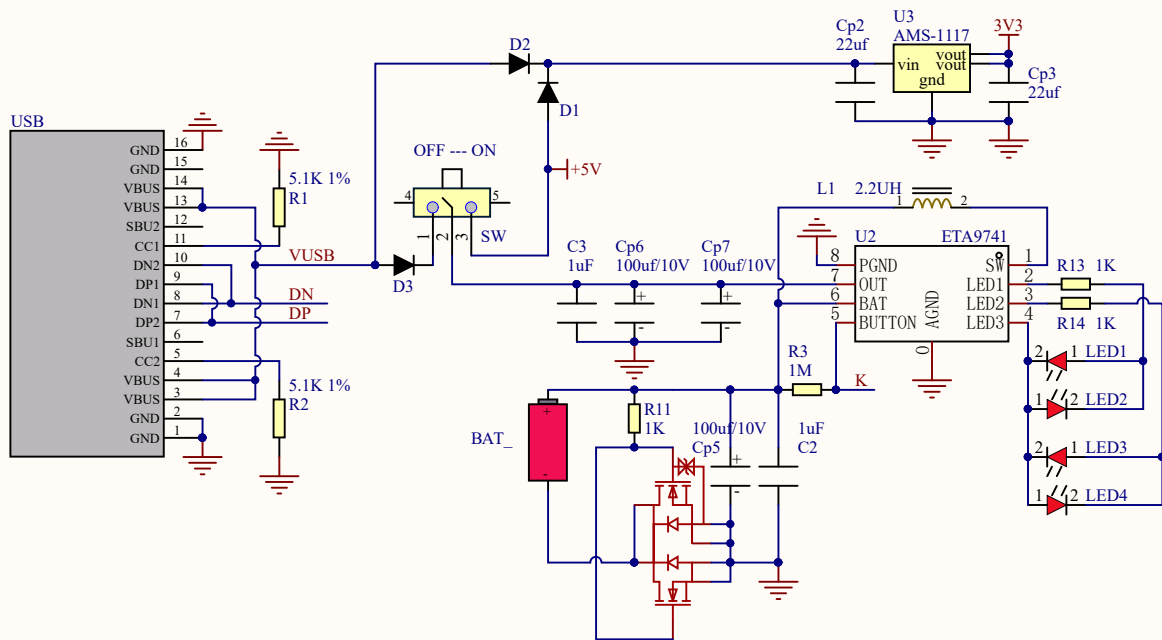 U3
AMS-1117
Cp2
22uf
3V3
vin
vout
vout
gnd
Cp3
22uf
D2
D1
USB
GND 16
GND 15
VBUS 14
VBUS 13
SBU2 12
CC1 11
DN2 10
DP1 9
DN1 8
DP2 7
SBU1 6
CC2 5
VBUS 4
VBUS 3
GND 2
GND 1
5.1K 1%
R1
5.1K 1%
R2
VUSB
DN
DP
OFF --- ON
4
5
1
2
3
SW
D3
+5V
C3
1uF
Cp6
100uf/10V
+
-
Cp7
100uf/10V
+
-
L1 2.2UH
1
2
U2 ETA9741
8 PGND
7 OUT
6 BAT
5 BUTTON
AGND
0
SW 1
LED1 2
LED2 3
LED3 4
R13 1K
R14 1K
2 1 LED1
1 2 LED2
2 1 LED3
1 2 LED4
R3
1M
K
BAT_
+
-
R11
1K
100uf/10V
Cp5
+
-
1uF
C2